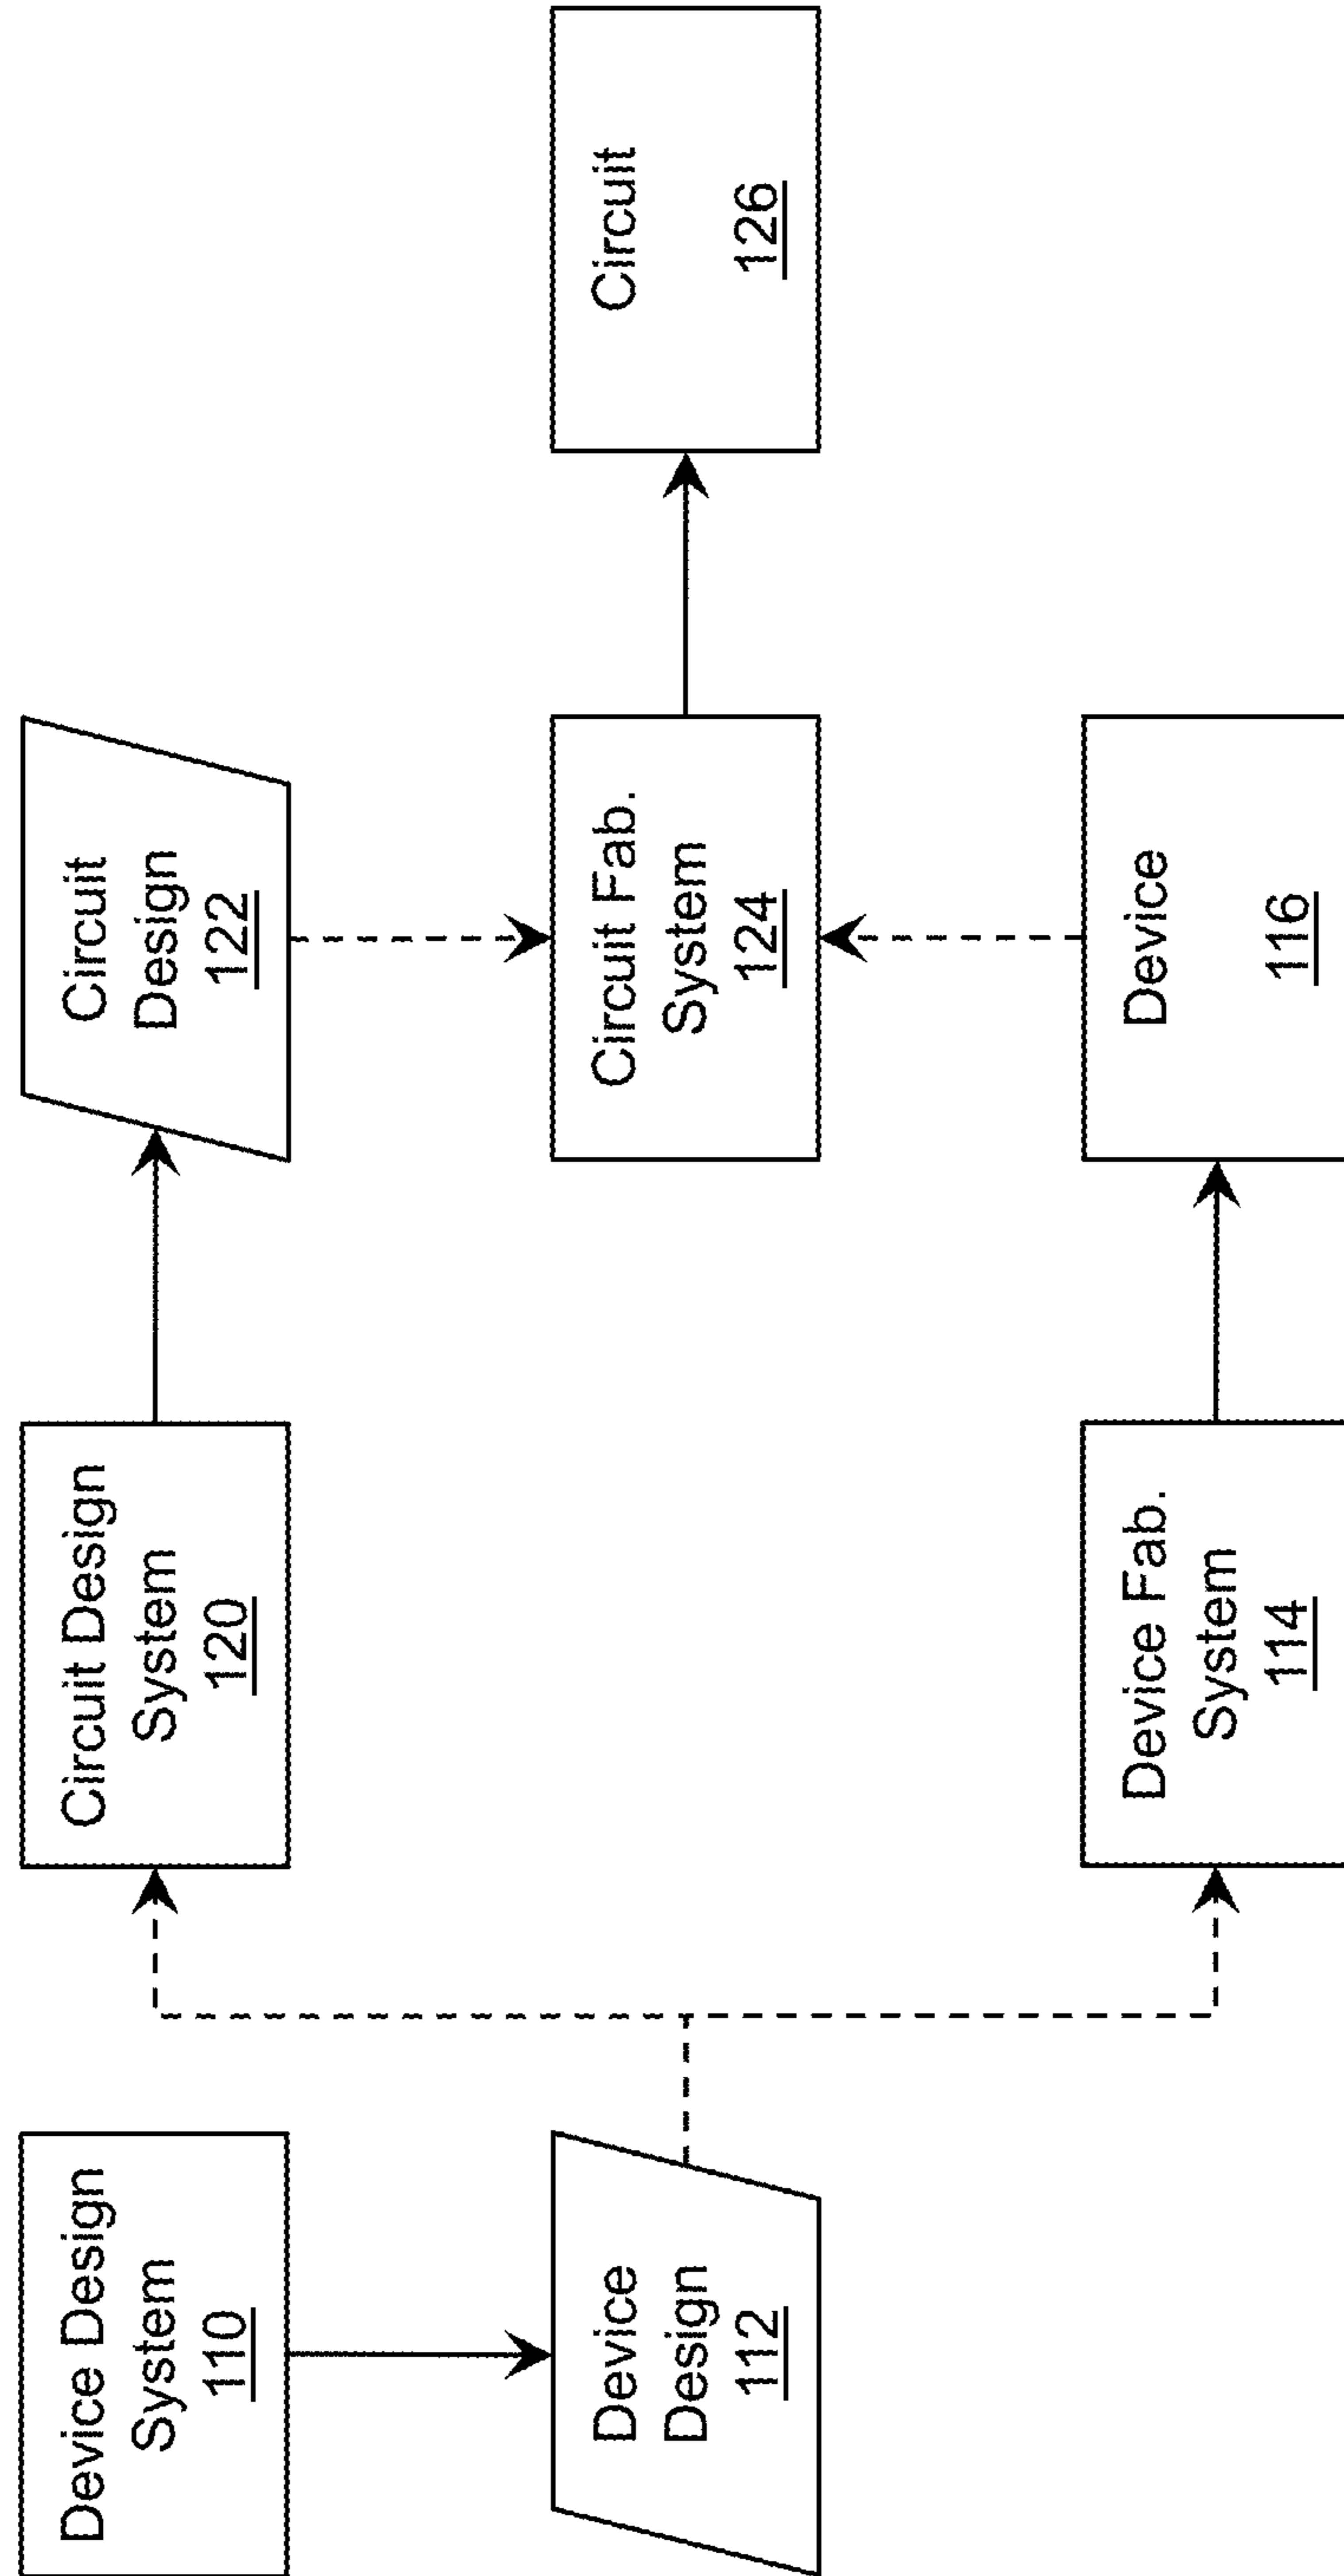 Device Design
System
110
Device
Design
112
Circuit Design
System
120
Device Fab.
System
114
Circuit
Design
122
Circuit Fab.
System
124
Device
116
Circuit
126